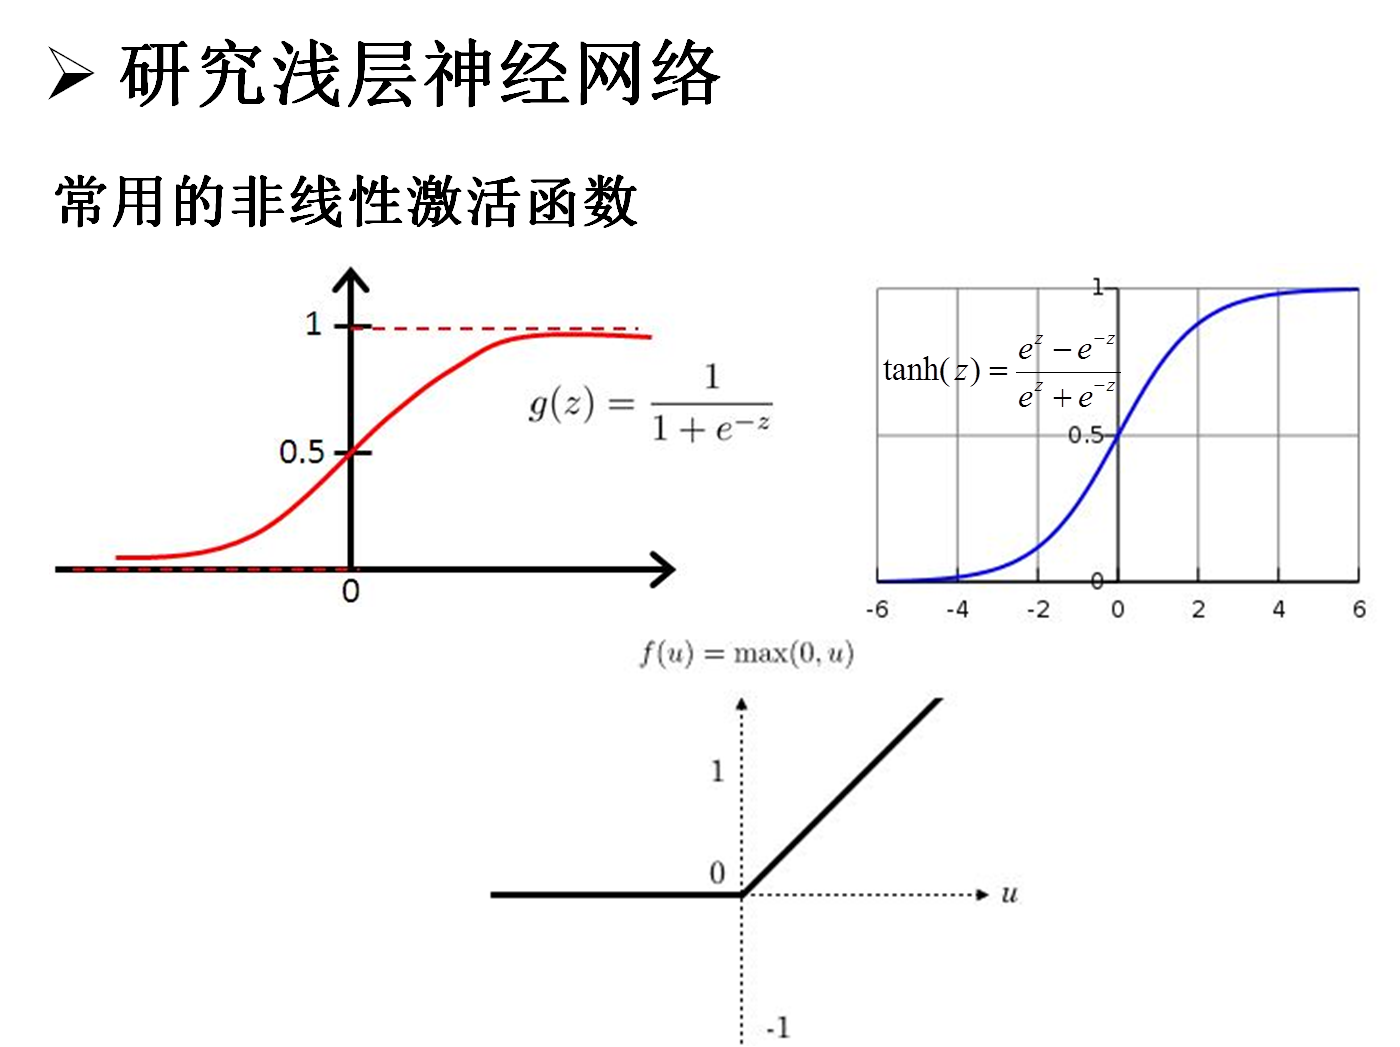 ➢ 研究浅层神经网络
常用的非线性激活函数
1
0.5
0
g(z) = 1 / (1 + e^{-z})
1
tanh(z) = (e^z − e^{-z}) / (e^z + e^{-z})
0.5
0
-6 -4 -2 0 2 4 6
f(u) = max(0, u)
1
0
u
-1